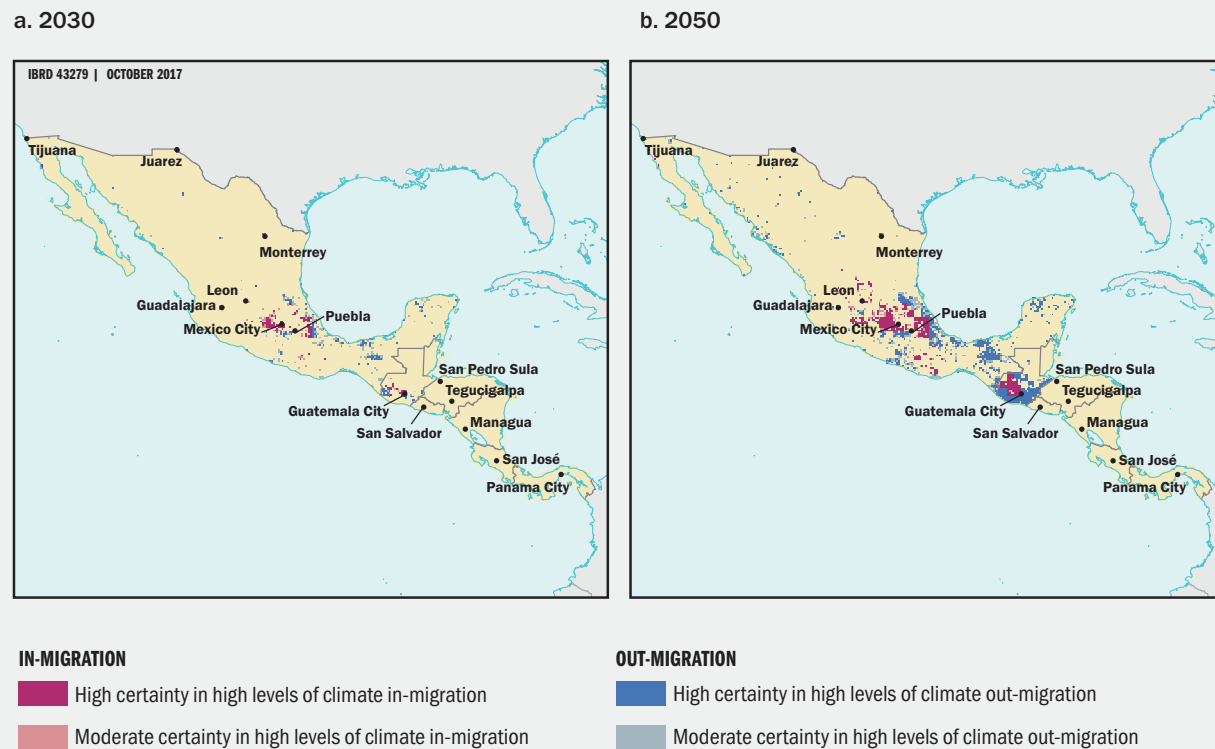 a. 2030
b. 2050
IBRD 43279 | OCTOBER 2017
Tijuana
Juarez
Monterrey
Leon
Guadalajara
Mexico City
Puebla
San Pedro Sula
Tegucigalpa
Guatemala City
San Salvador
Managua
San José
Panama City
Tijuana
Juarez
Monterrey
Leon
Guadalajara
Mexico City
Puebla
San Pedro Sula
Tegucigalpa
Guatemala City
San Salvador
Managua
San José
Panama City
IN-MIGRATION
High certainty in high levels of climate in-migration
Moderate certainty in high levels of climate in-migration
OUT-MIGRATION
High certainty in high levels of climate out-migration
Moderate certainty in high levels of climate out-migration